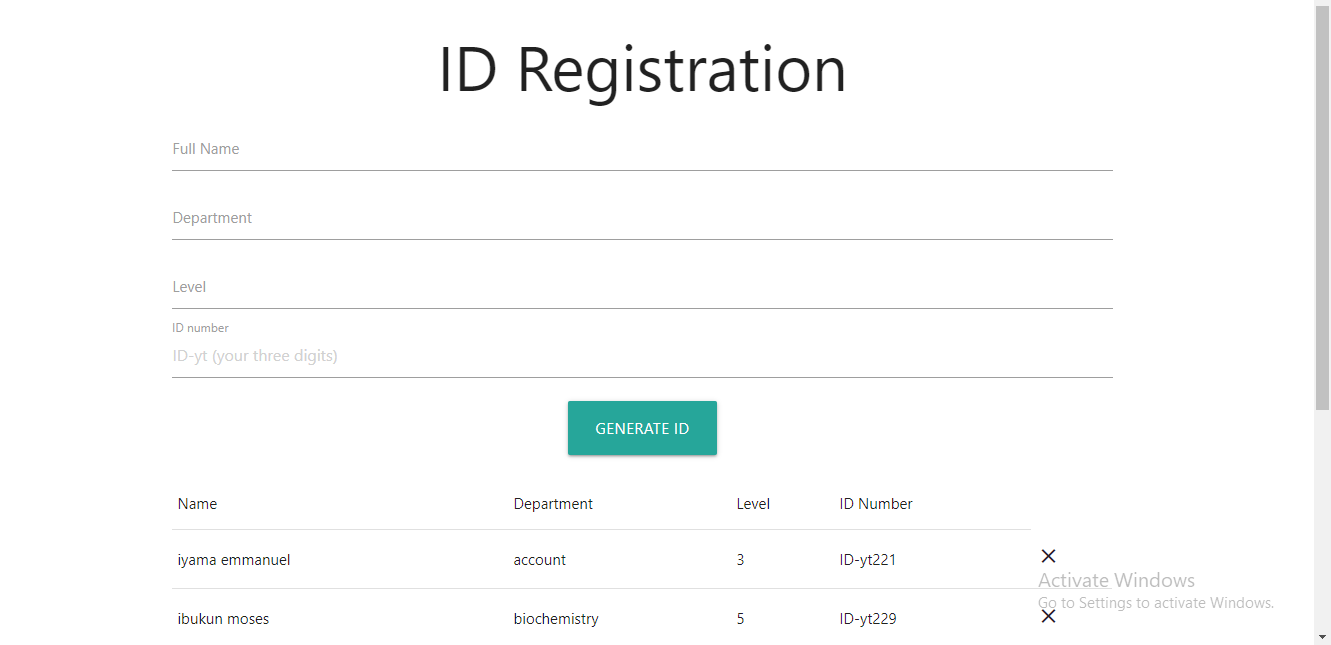 ID Registration
Full Name
Department
Level
ID number
ID-yt (your three digits)
GENERATE ID
Name Department Level ID Number
iyama emmanuel account 3 ID-yt221
Activate Windows
Go to Settings to activate Windows.
ibukun moses biochemistry 5 ID-yt229